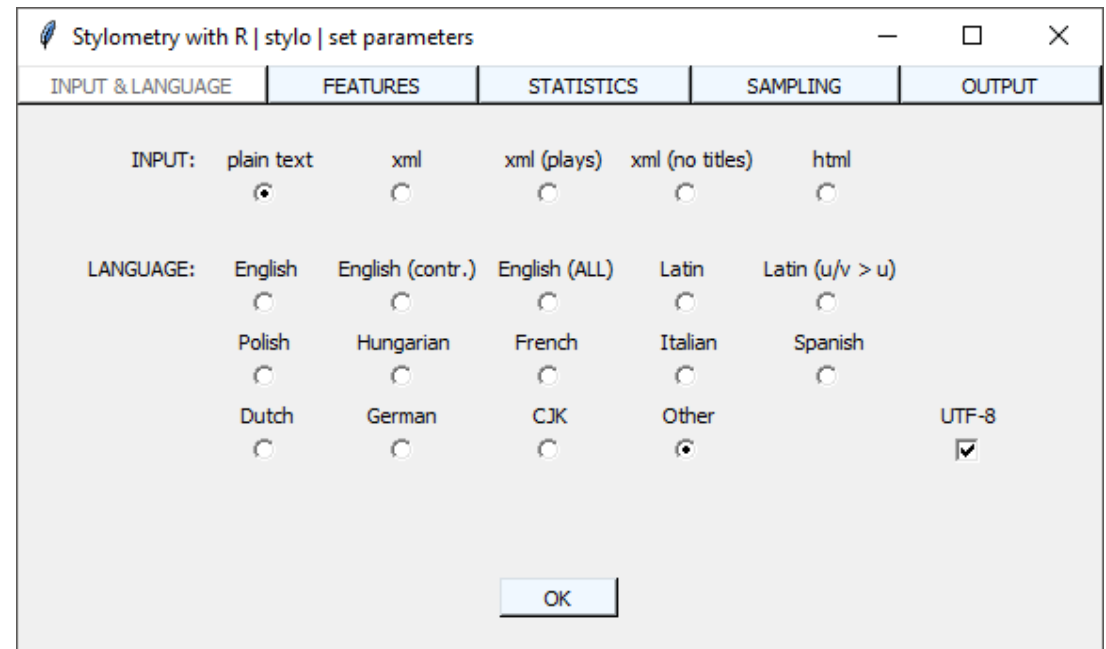 Stylometry with R | stylo | set parameters
INPUT & LANGUAGE FEATURES STATISTICS SAMPLING OUTPUT
INPUT: plain text xml xml (plays) xml (no titles) html
LANGUAGE: English English (contr.) English (ALL) Latin Latin (u/v > u)
Polish Hungarian French Italian Spanish
Dutch German CJK Other UTF-8
OK